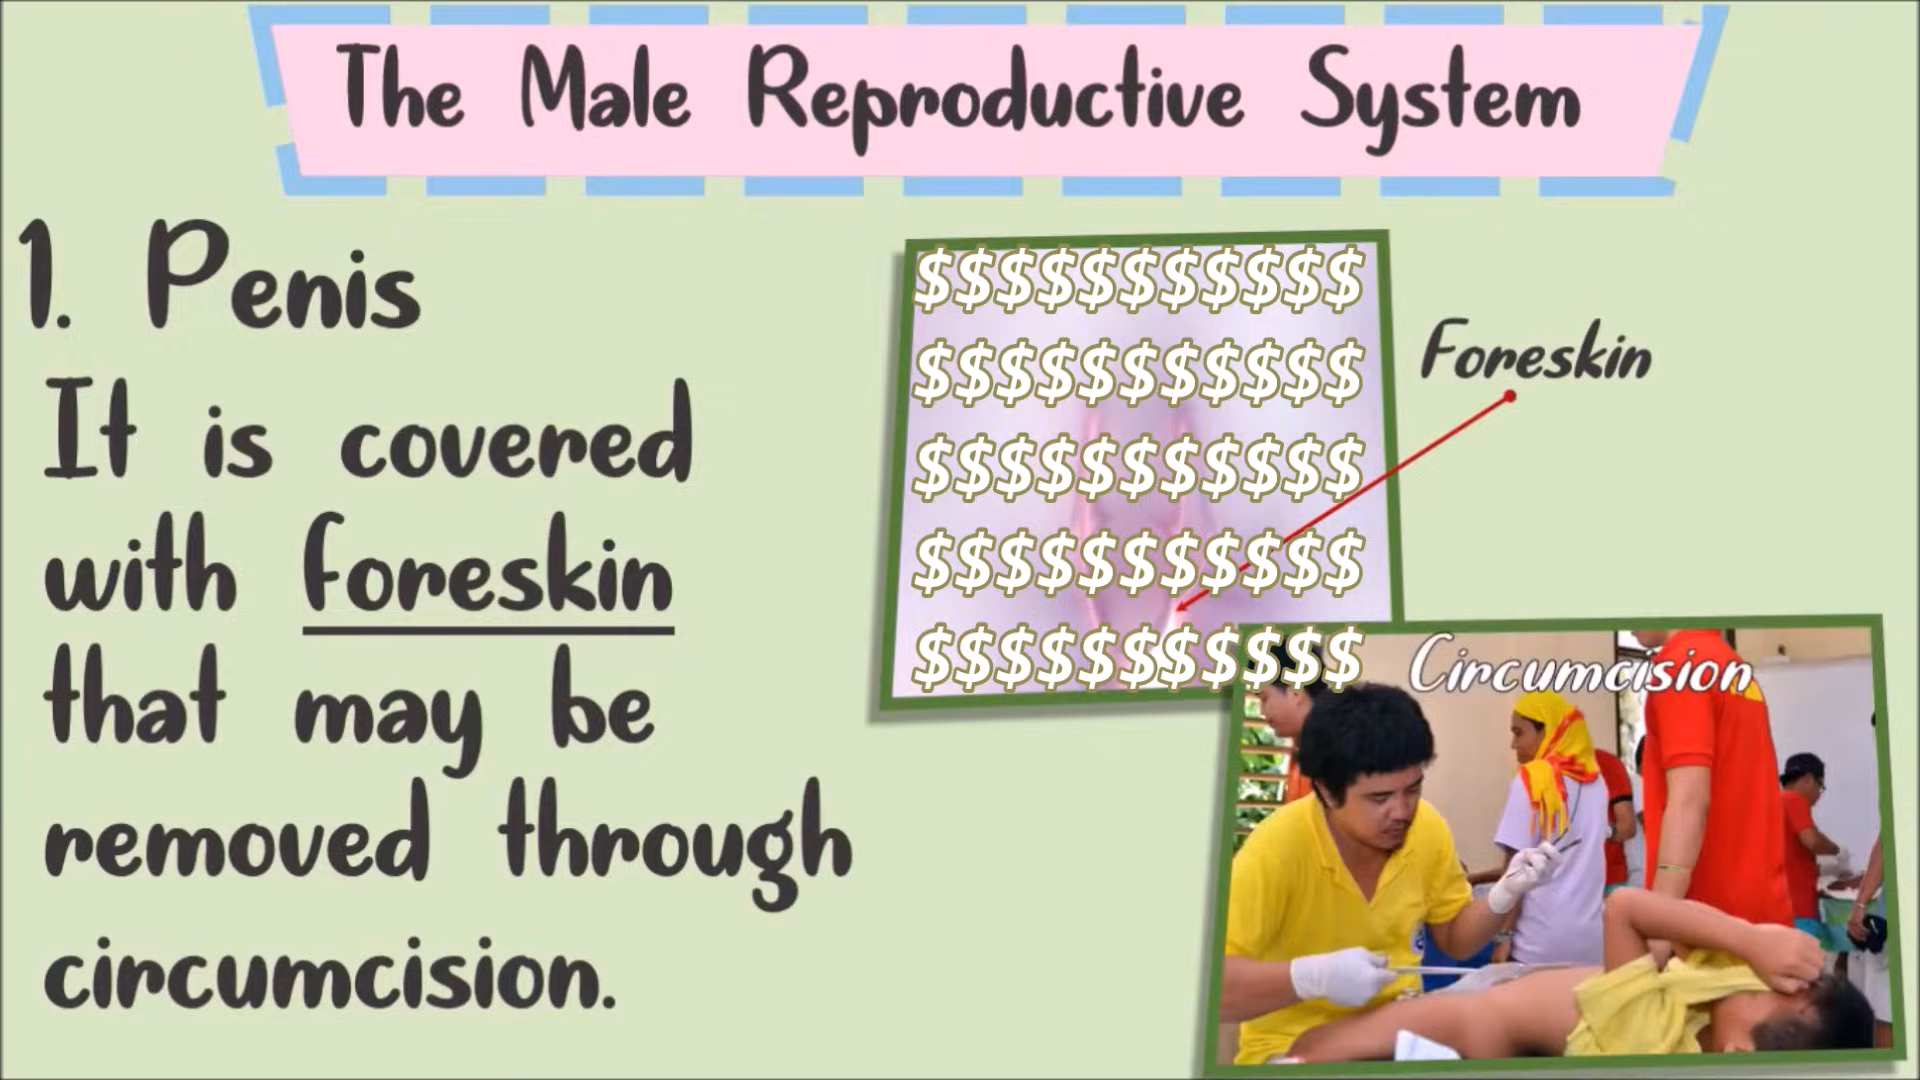 The Male Reproductive System
1. Penis
It is covered
with foreskin
that may be
removed through
circumcision.
$$$$$$$$$$$
$$$$$$$$$$$
$$$$$$$$$$$
$$$$$$$$$$$
$$$$$$$$$$$
Foreskin
Circumcision